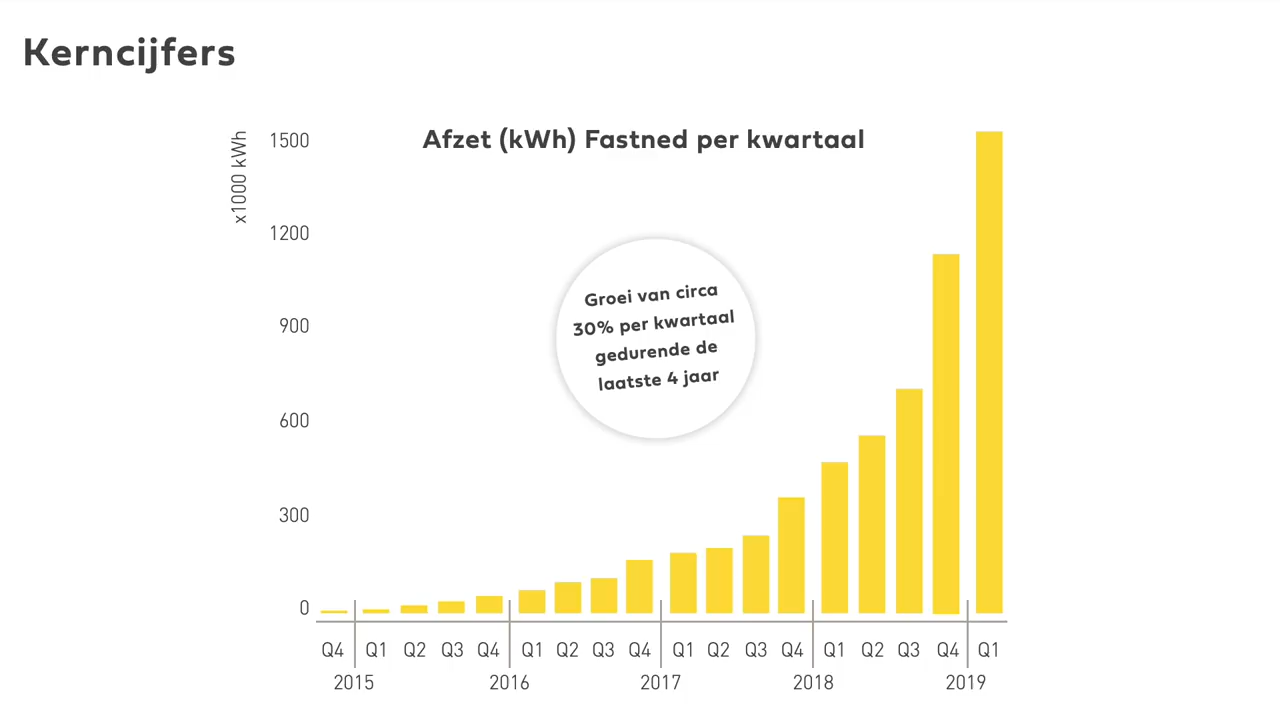 Kerncijfers
Afzet (kWh) Fastned per kwartaal
x1000 kWh
1500
1200
900
600
300
0
Groei van circa
30% per kwartaal
gedurende de
laatste 4 jaar
Q4 Q1 Q2 Q3 Q4 Q1 Q2 Q3 Q4 Q1 Q2 Q3 Q4 Q1 Q2 Q3 Q4 Q1
2015 2016 2017 2018 2019